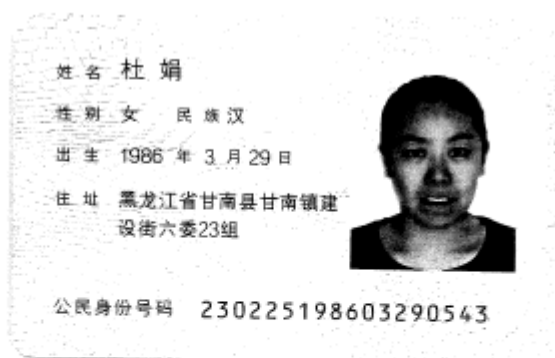 姓 名 杜 娟
性 别 女 民 族 汉
出 生 1986 年 3 月 29 日
住 址 黑龙江省甘南县甘南镇建
设街六委23组
公民身份号码 230225198603290543